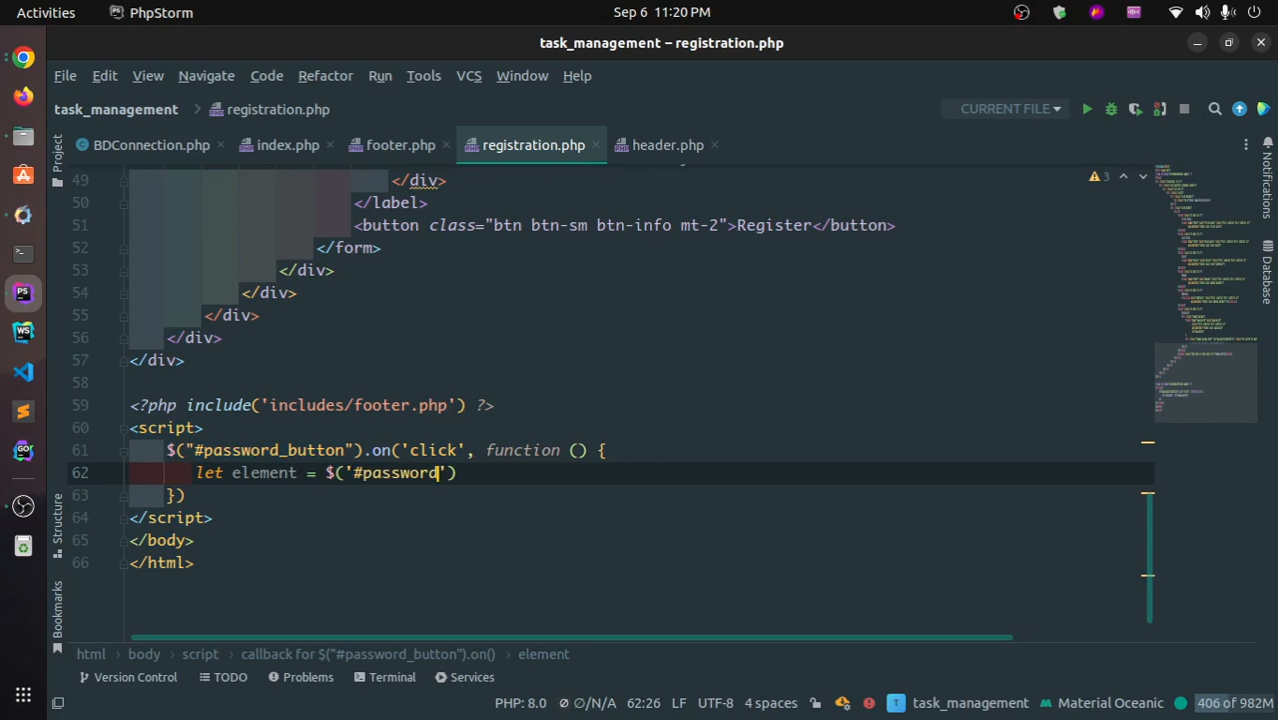 Activities PhpStorm Sep 6 11:20 PM
task_management – registration.php
File Edit View Navigate Code Refactor Run Tools VCS Window Help
task_management registration.php CURRENT FILE
BDConnection.php index.php footer.php registration.php header.php
Project
Notifications
Database
Structure
Bookmarks
3
49 </div>
50 </label>
51 <button class="btn btn-sm btn-info mt-2">Register</button>
52 </form>
53 </div>
54 </div>
55 </div>
56 </div>
57 </div>
58
59 <?php include('includes/footer.php') ?>
60 <script>
61 $("#password_button").on('click', function () {
62 let element = $('#password')
63 })
64 </script>
65 </body>
66 </html>
html body script callback for $("#password_button").on() element
Version Control TODO Problems Terminal Services
PHP: 8.0 ∅/N/A 62:26 LF UTF-8 4 spaces T task_management Material Oceanic 406 of 982M